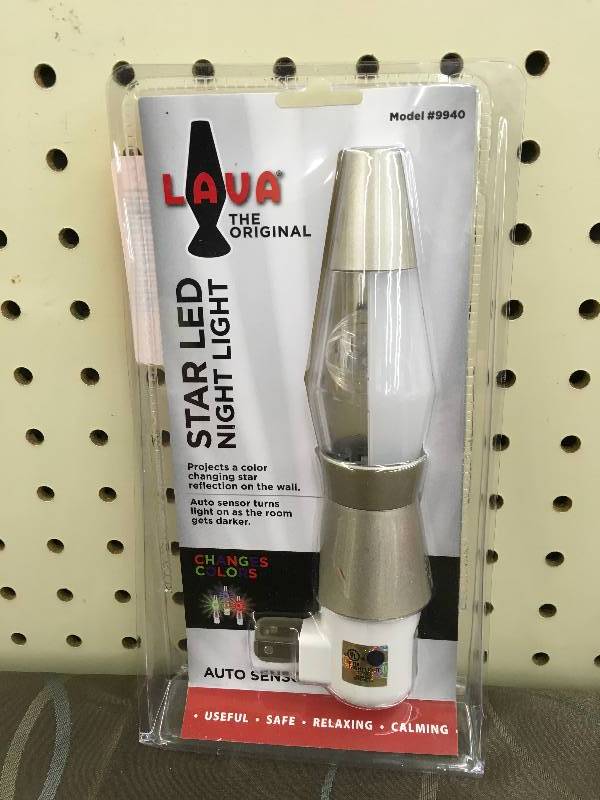 Model #9940
LAVA®
THE
ORIGINAL
STAR LED
NIGHT LIGHT
Projects a color
changing star
reflection on the wall.
Auto sensor turns
light on as the room
gets darker.
CHANGES
COLORS
AUTO
• USEFUL • SAFE • RELAXING • CALMING